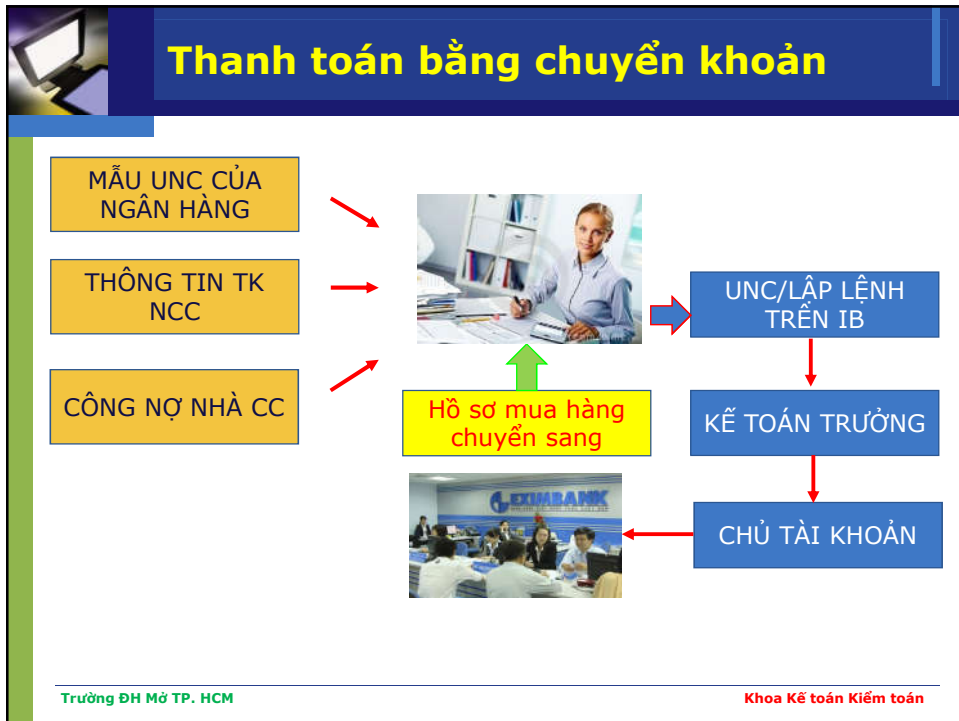 Thanh toán bằng chuyển khoản
MẪU UNC CỦA
NGÂN HÀNG
THÔNG TIN TK
NCC
CÔNG NỢ NHÀ CC
Hồ sơ mua hàng
chuyển sang
UNC/LẬP LỆNH
TRÊN IB
KẾ TOÁN TRƯỞNG
CHỦ TÀI KHOẢN
EXIMBANK
Trường ĐH Mở TP. HCM
Khoa Kế toán Kiểm toán